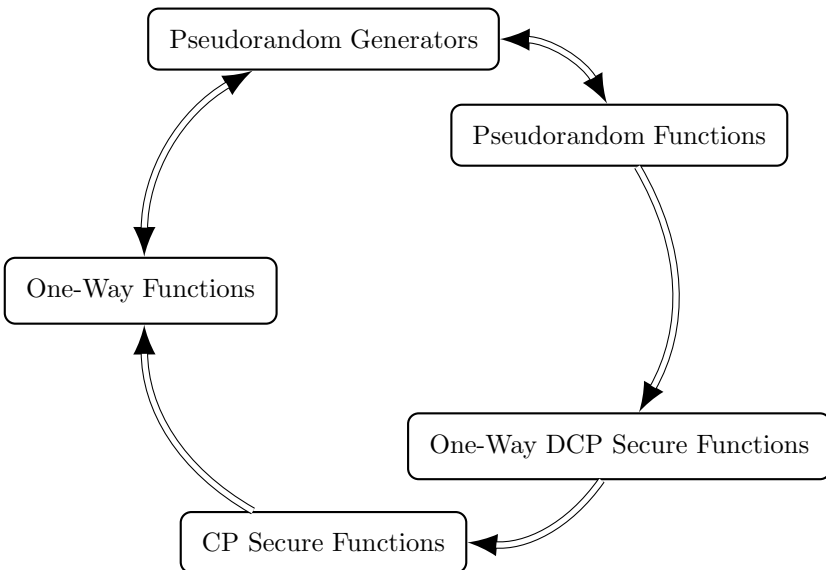 Pseudorandom Generators
Pseudorandom Functions
One-Way Functions
One-Way DCP Secure Functions
CP Secure Functions